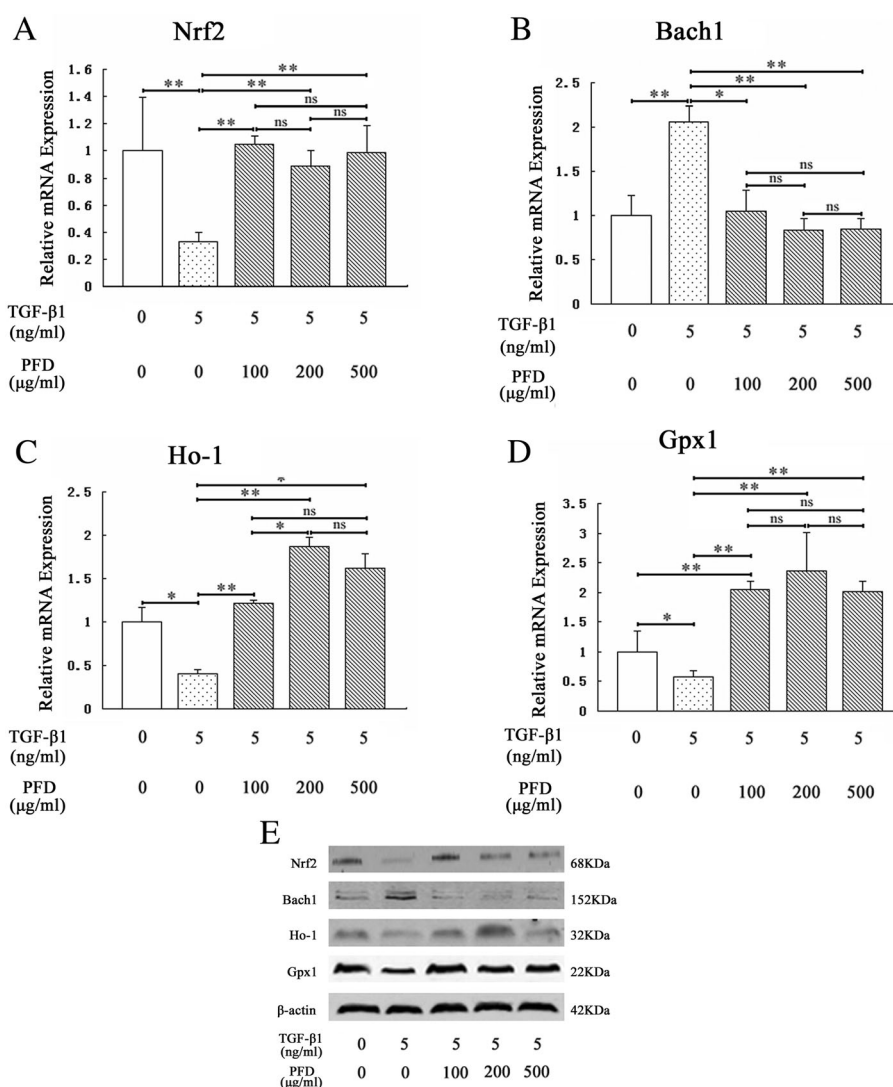 A
Nrf2
Relative mRNA Expression
1.6
1.4
1.2
1
0.8
0.6
0.4
0.2
0
**
** **
ns
** ns ns
TGF-β1
(ng/ml)
0 5 5 5 5
PFD
(μg/ml)
0 0 100 200 500
B
Bach1
Relative mRNA Expression
2.5
2
1.5
1
0.5
0
**
**
** *
ns
ns
ns
TGF-β1
(ng/ml)
0 5 5 5 5
PFD
(μg/ml)
0 0 100 200 500
C
Ho-1
Relative mRNA Expression
2.5
2
1.5
1
0.5
0
*
**
ns
* ns
* **
TGF-β1
(ng/ml)
0 5 5 5 5
PFD
(μg/ml)
0 0 100 200 500
D
Gpx1
Relative mRNA Expression
3.5
3
2.5
2
1.5
1
0.5
0
**
**
ns
ns ns
**
**
*
TGF-β1
(ng/ml)
0 5 5 5 5
PFD
(μg/ml)
0 0 100 200 500
E
Nrf2 68KDa
Bach1 152KDa
Ho-1 32KDa
Gpx1 22KDa
β-actin 42KDa
TGF-β1
(ng/ml)
0 5 5 5 5
PFD
(μg/ml)
0 0 100 200 500